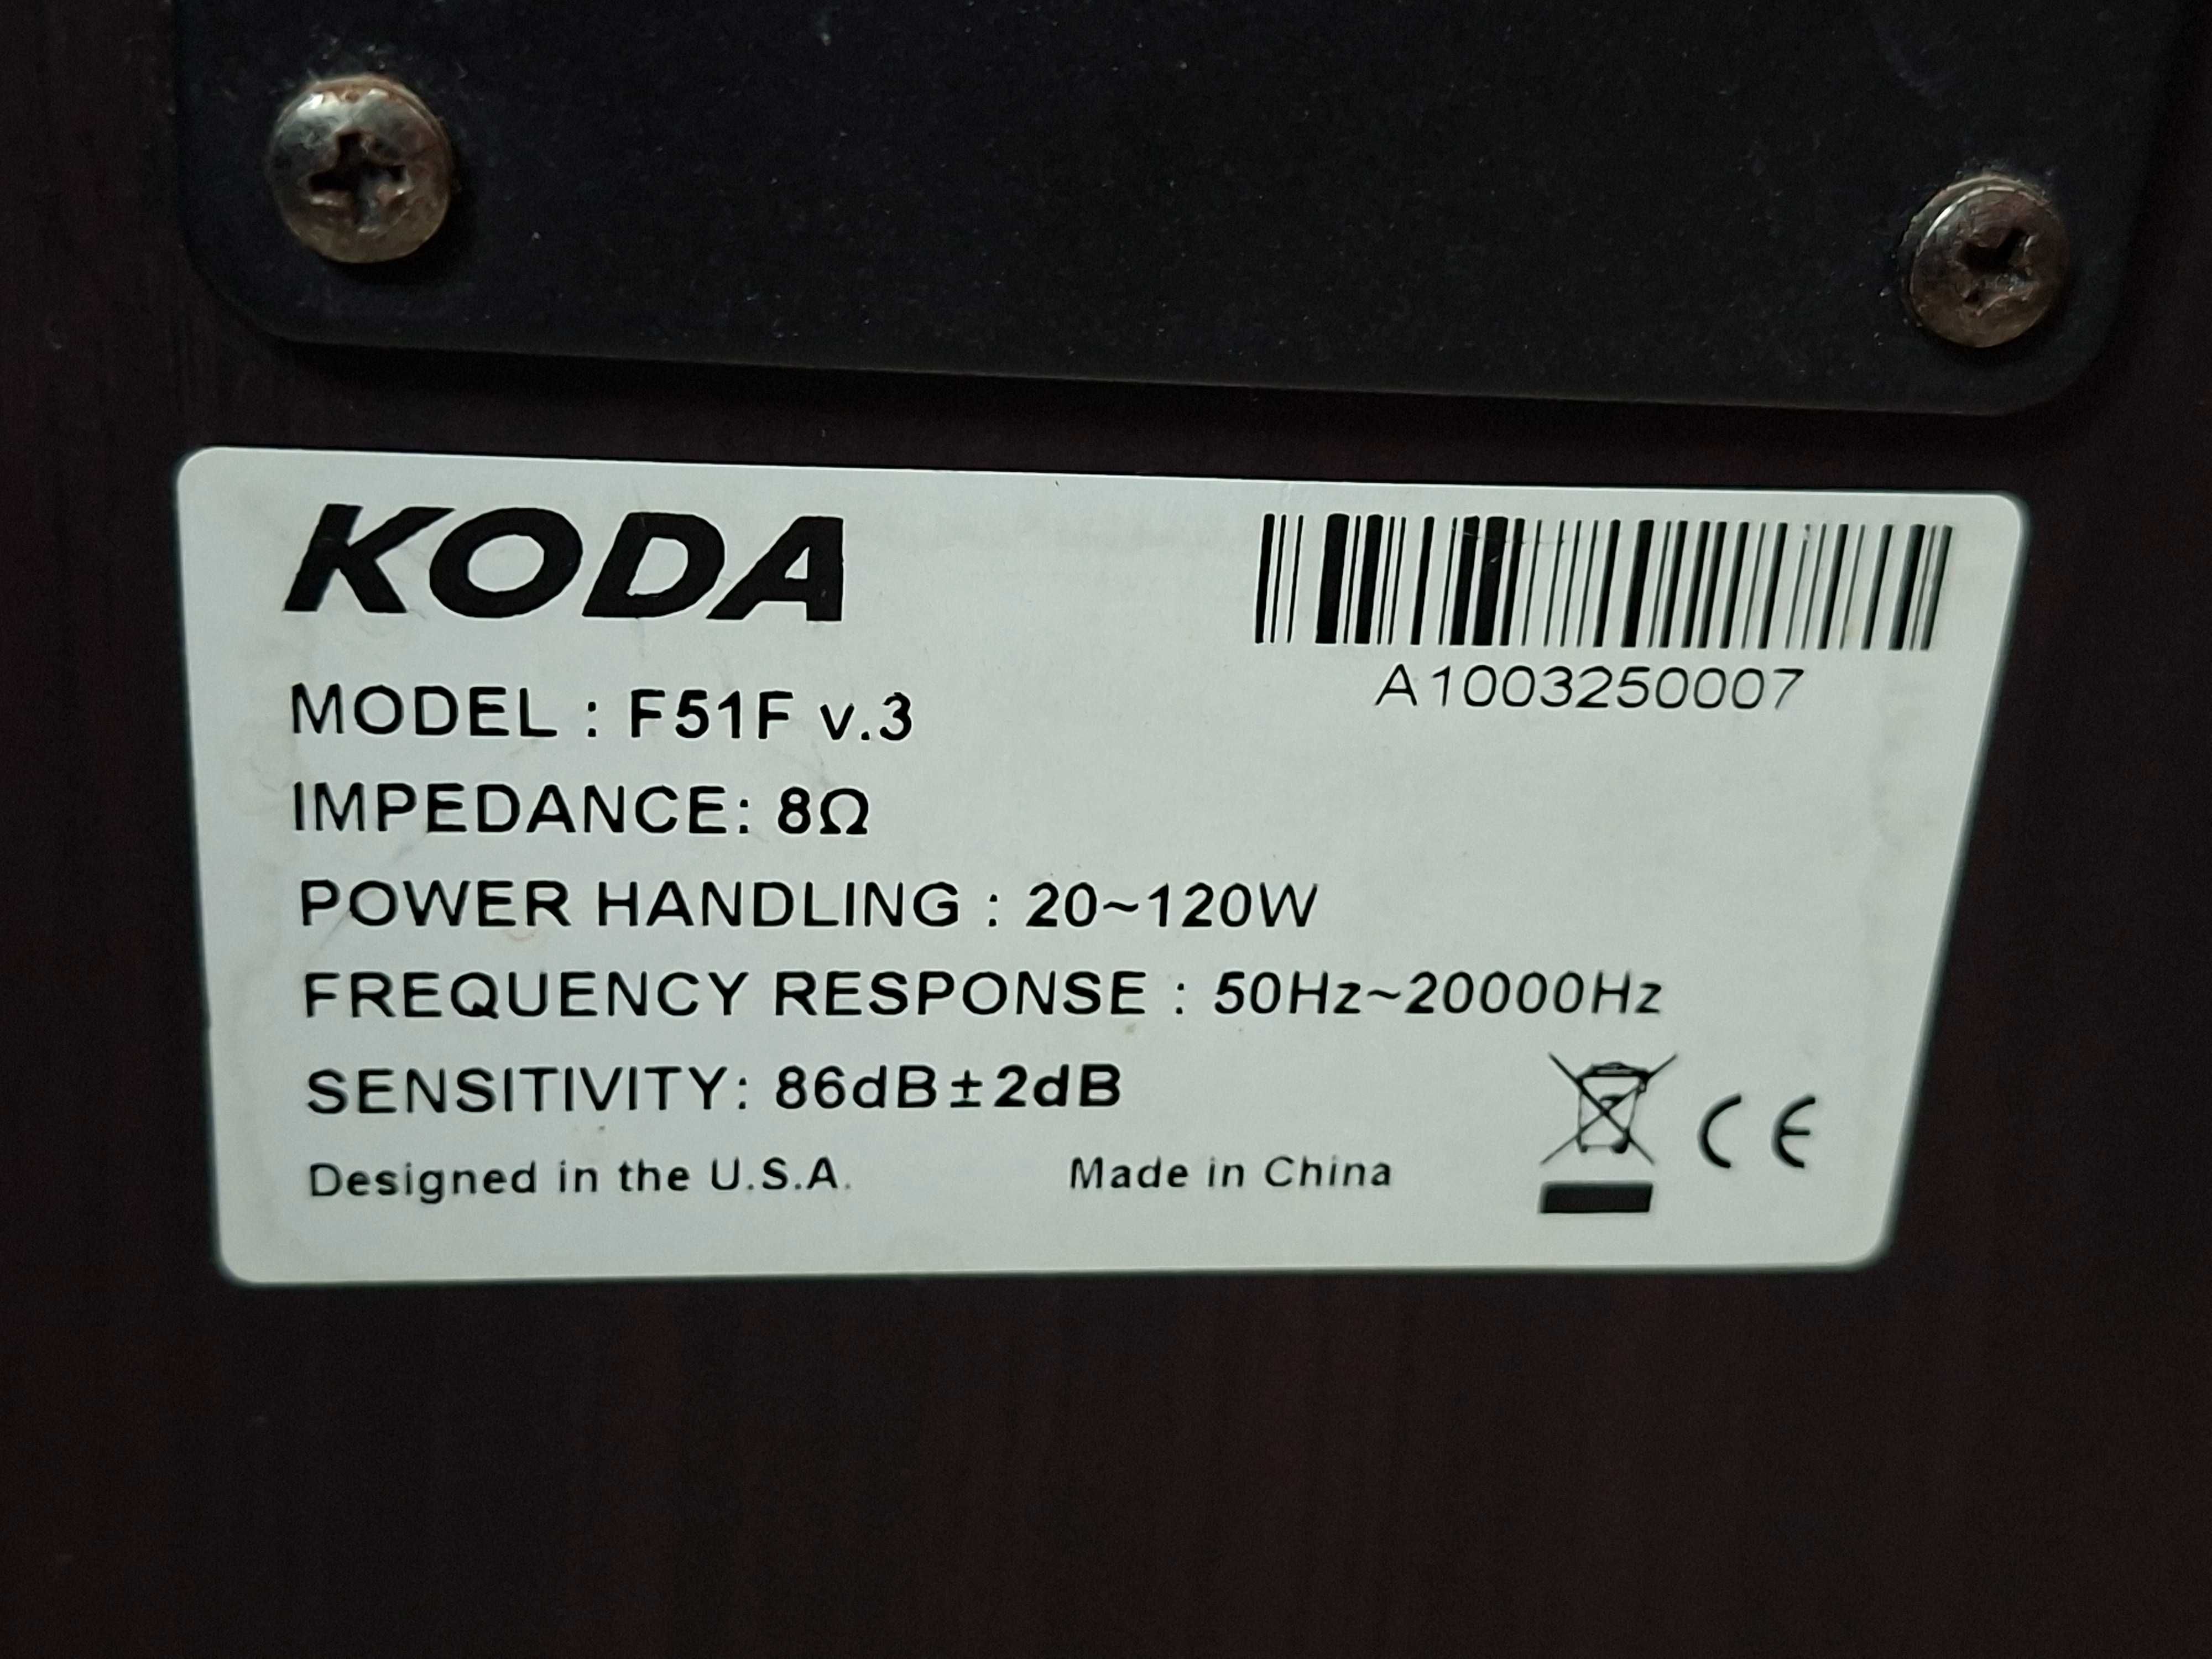 KODA
A1003250007
MODEL : F51F v.3
IMPEDANCE: 8Ω
POWER HANDLING : 20~120W
FREQUENCY RESPONSE : 50Hz~20000Hz
SENSITIVITY: 86dB±2dB
Designed in the U.S.A. Made in China
CE